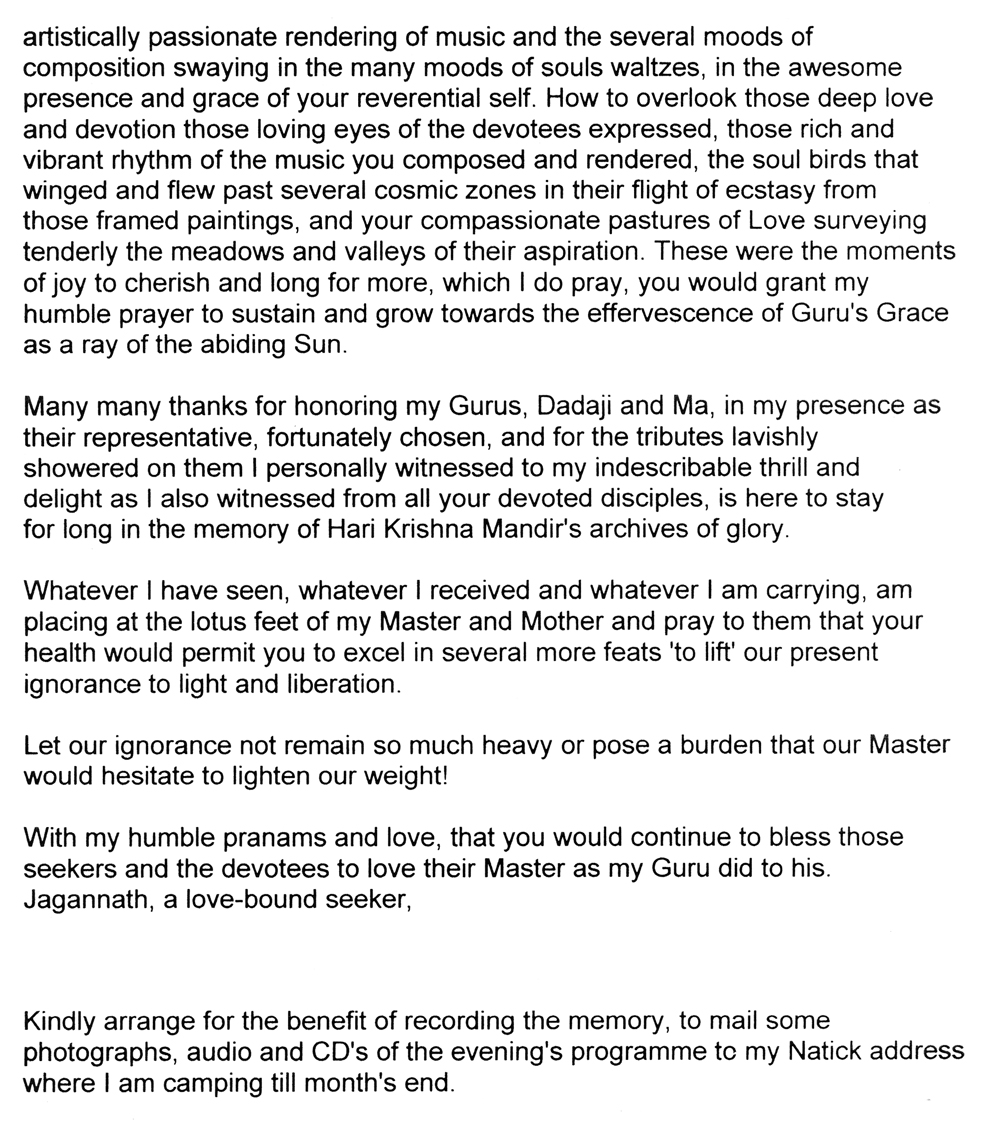 artistically passionate rendering of music and the several moods of
composition swaying in the many moods of souls waltzes, in the awesome
presence and grace of your reverential self. How to overlook those deep love
and devotion those loving eyes of the devotees expressed, those rich and
vibrant rhythm of the music you composed and rendered, the soul birds that
winged and flew past several cosmic zones in their flight of ecstasy from
those framed paintings, and your compassionate pastures of Love surveying
tenderly the meadows and valleys of their aspiration. These were the moments
of joy to cherish and long for more, which I do pray, you would grant my
humble prayer to sustain and grow towards the effervescence of Guru's Grace
as a ray of the abiding Sun.

Many many thanks for honoring my Gurus, Dadaji and Ma, in my presence as
their representative, fortunately chosen, and for the tributes lavishly
showered on them I personally witnessed to my indescribable thrill and
delight as I also witnessed from all your devoted disciples, is here to stay
for long in the memory of Hari Krishna Mandir's archives of glory.

Whatever I have seen, whatever I received and whatever I am carrying, am
placing at the lotus feet of my Master and Mother and pray to them that your
health would permit you to excel in several more feats 'to lift' our present
ignorance to light and liberation.

Let our ignorance not remain so much heavy or pose a burden that our Master
would hesitate to lighten our weight!

With my humble pranams and love, that you would continue to bless those
seekers and the devotees to love their Master as my Guru did to his.
Jagannath, a love-bound seeker,

Kindly arrange for the benefit of recording the memory, to mail some
photographs, audio and CD's of the evening's programme to my Natick address
where I am camping till month's end.